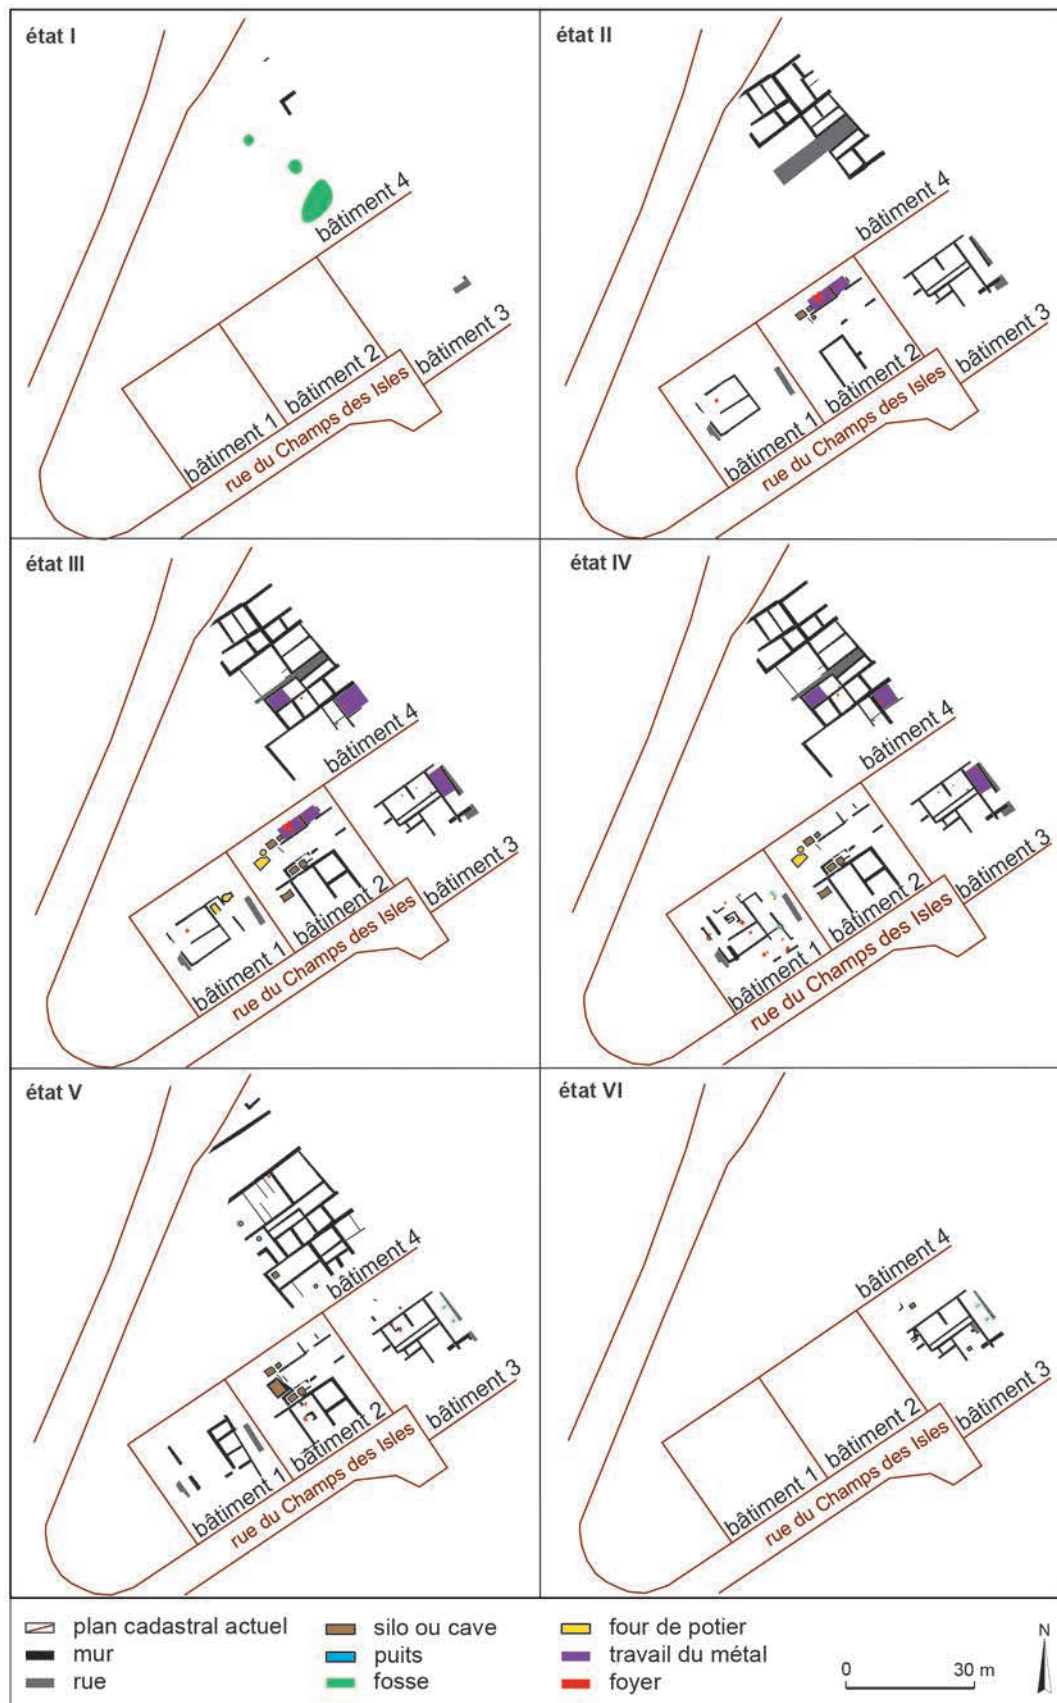 état I
bâtiment 4
bâtiment 3
bâtiment 2
bâtiment 1
rue du Champs des Isles
état II
bâtiment 4
bâtiment 3
bâtiment 2
bâtiment 1
rue du Champs des Isles
état III
bâtiment 4
bâtiment 3
bâtiment 2
bâtiment 1
rue du Champs des Isles
état IV
bâtiment 4
bâtiment 3
bâtiment 2
bâtiment 1
rue du Champs des Isles
état V
bâtiment 4
bâtiment 3
bâtiment 2
bâtiment 1
rue du Champs des Isles
état VI
bâtiment 4
bâtiment 3
bâtiment 2
bâtiment 1
rue du Champs des Isles
plan cadastral actuel
mur
rue
silo ou cave
puits
fosse
four de potier
travail du métal
foyer
0 30 m
N